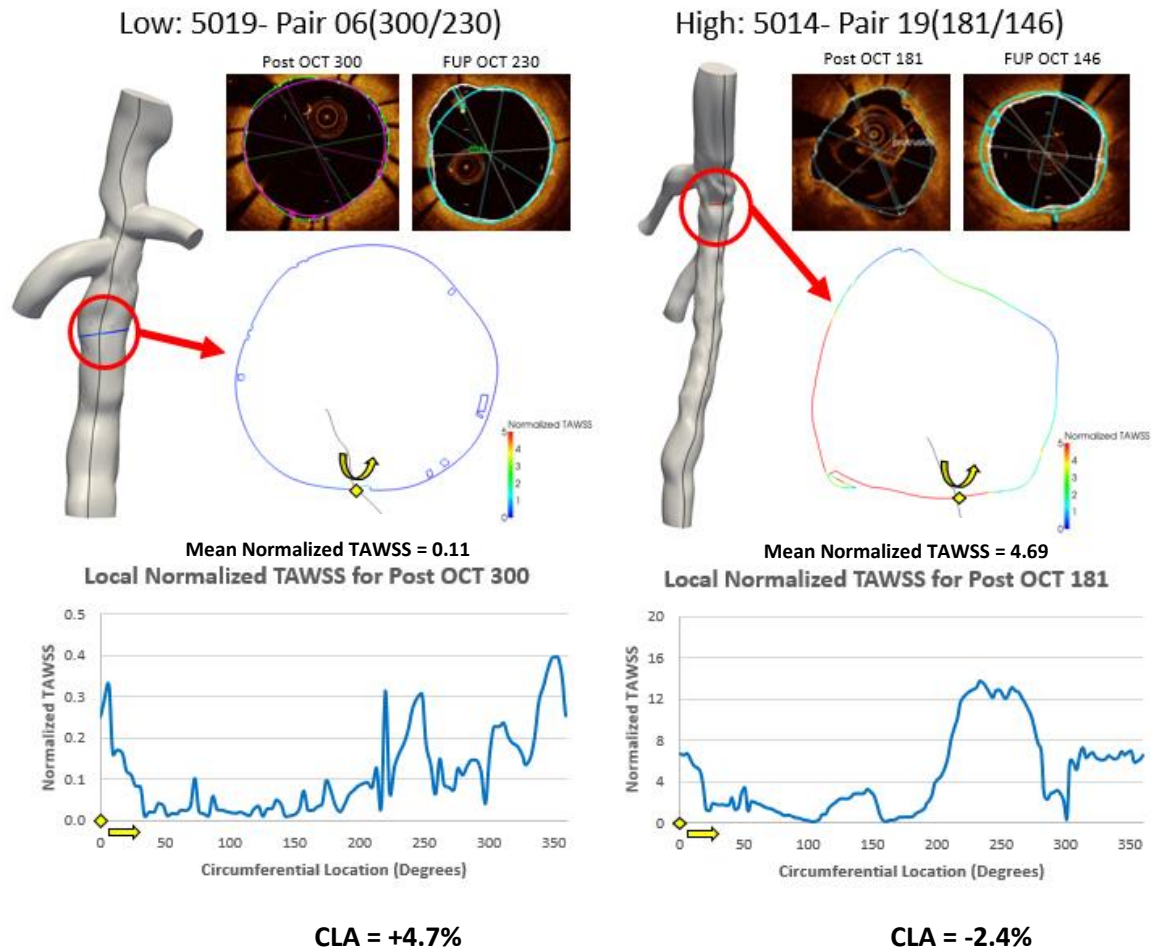 Low: 5019- Pair 06(300/230)
Post OCT 300
FUP OCT 230
Normalized TAWSS
5
4
3
2
1
0
Mean Normalized TAWSS = 0.11
Local Normalized TAWSS for Post OCT 300
Normalized TAWSS
0.5
0.4
0.3
0.2
0.1
0.0
0 50 100 150 200 250 300 350
Circumferential Location (Degrees)
CLA = +4.7%
High: 5014- Pair 19(181/146)
Post OCT 181
FUP OCT 146
Normalized TAWSS
5
4
3
2
1
0
Mean Normalized TAWSS = 4.69
Local Normalized TAWSS for Post OCT 181
Normalized TAWSS
20
16
12
8
4
0
0 50 100 150 200 250 300 350
Circumferential Location (Degrees)
CLA = -2.4%